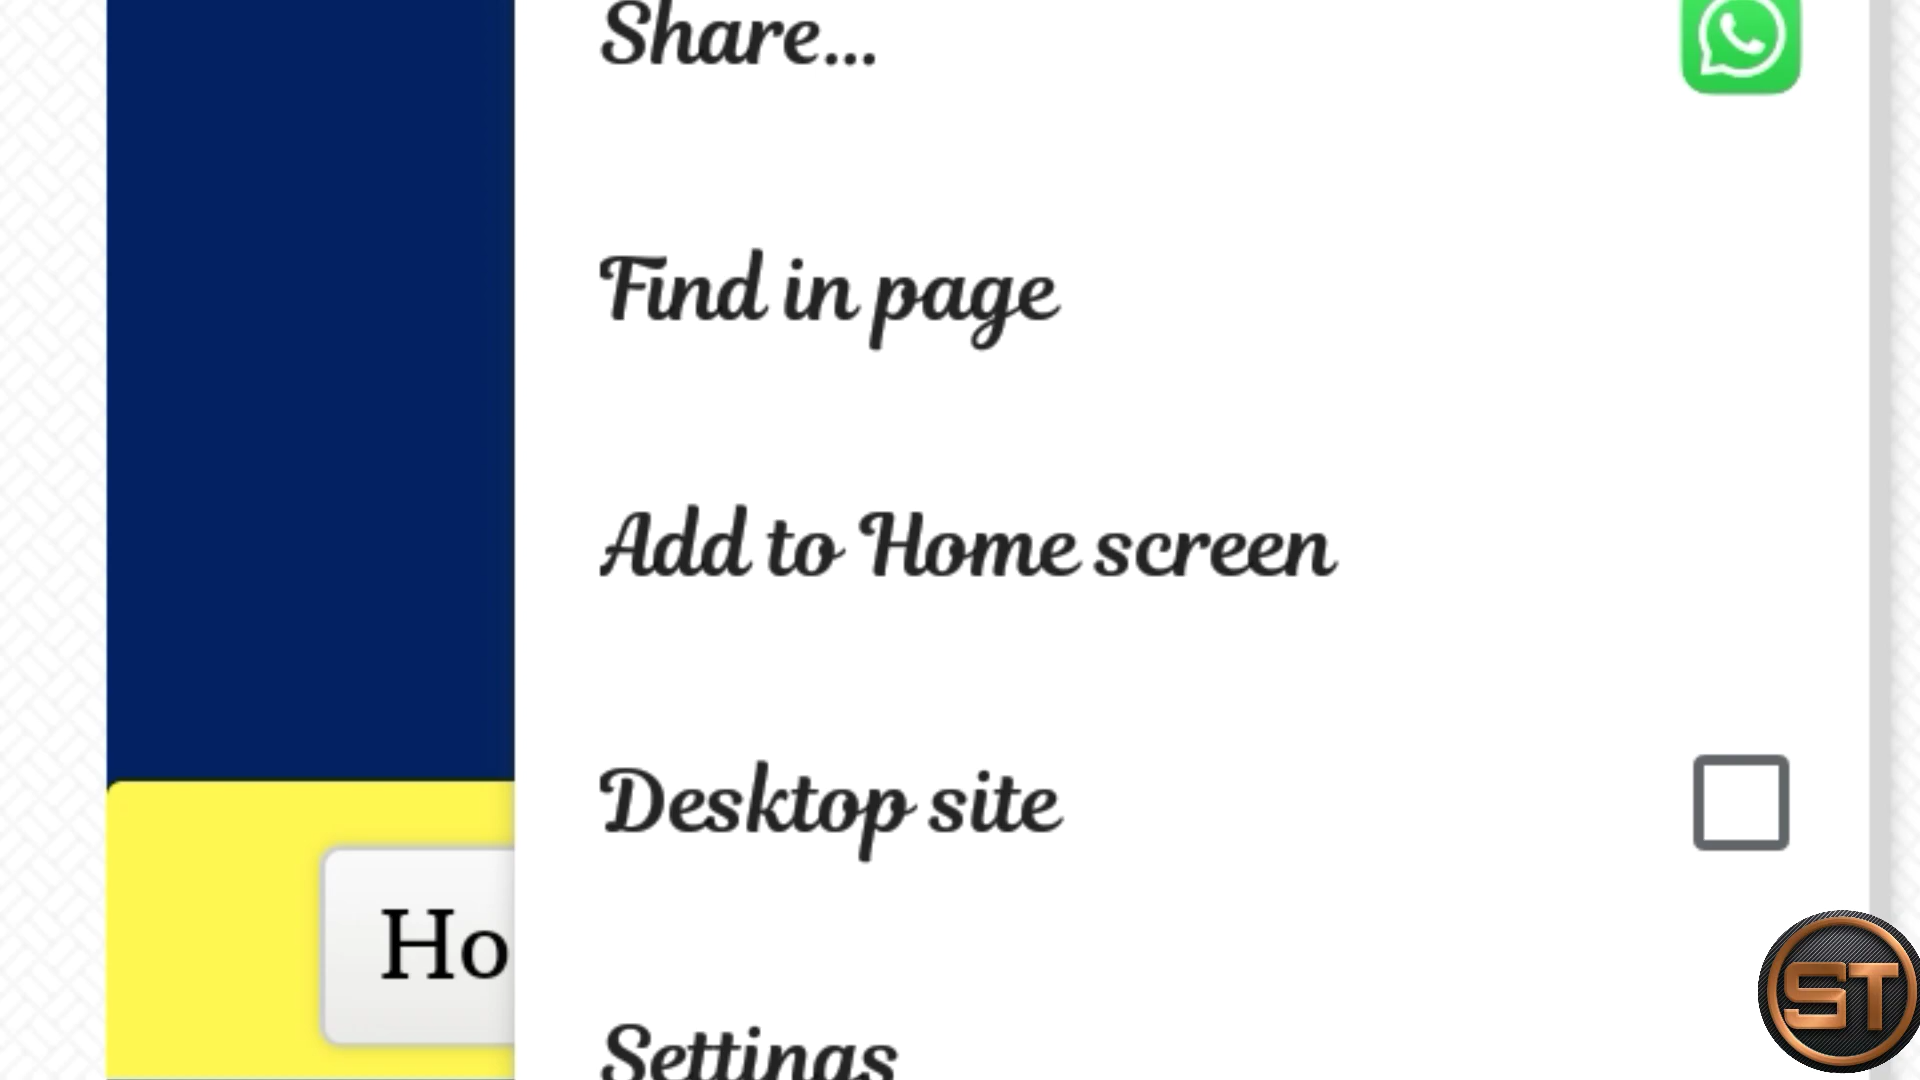 Share...
Find in page
Add to Home screen
Desktop site
Ho
Settings
ST